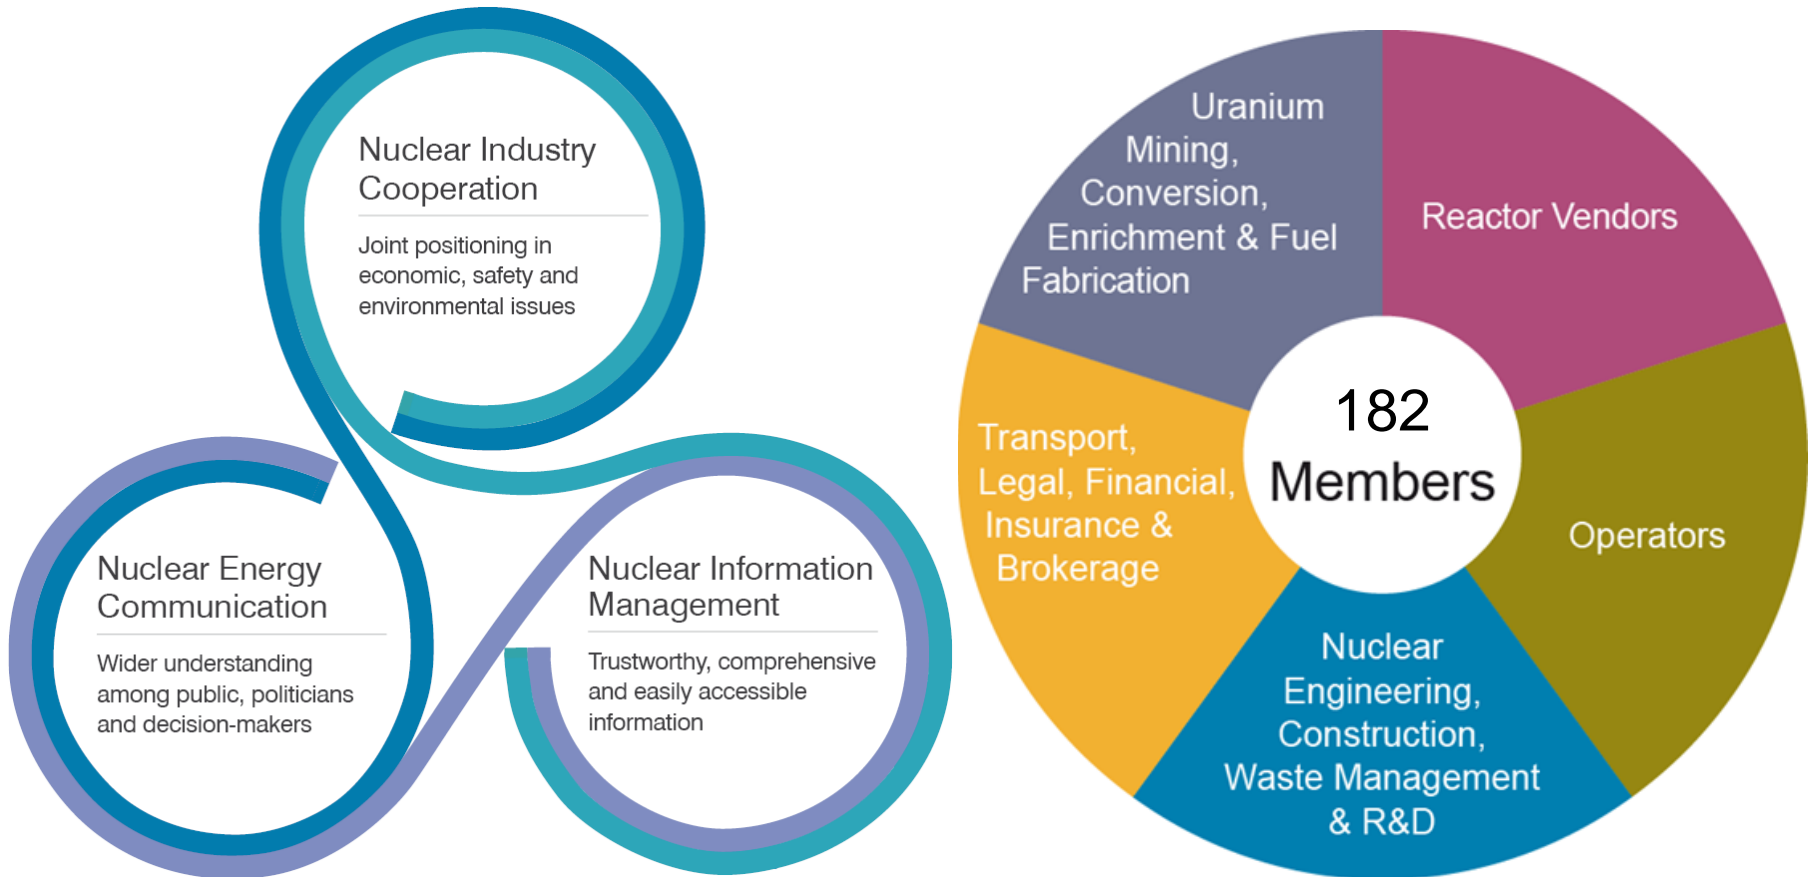 Nuclear Industry
Cooperation
Joint positioning in
economic, safety and
environmental issues
Nuclear Energy
Communication
Wider understanding
among public, politicians
and decision-makers
Nuclear Information
Management
Trustworthy, comprehensive
and easily accessible
information
Uranium
Mining,
Conversion,
Enrichment & Fuel
Fabrication
Reactor Vendors
Transport,
Legal, Financial,
Insurance &
Brokerage
182
Members
Operators
Nuclear
Engineering,
Construction,
Waste Management
& R&D